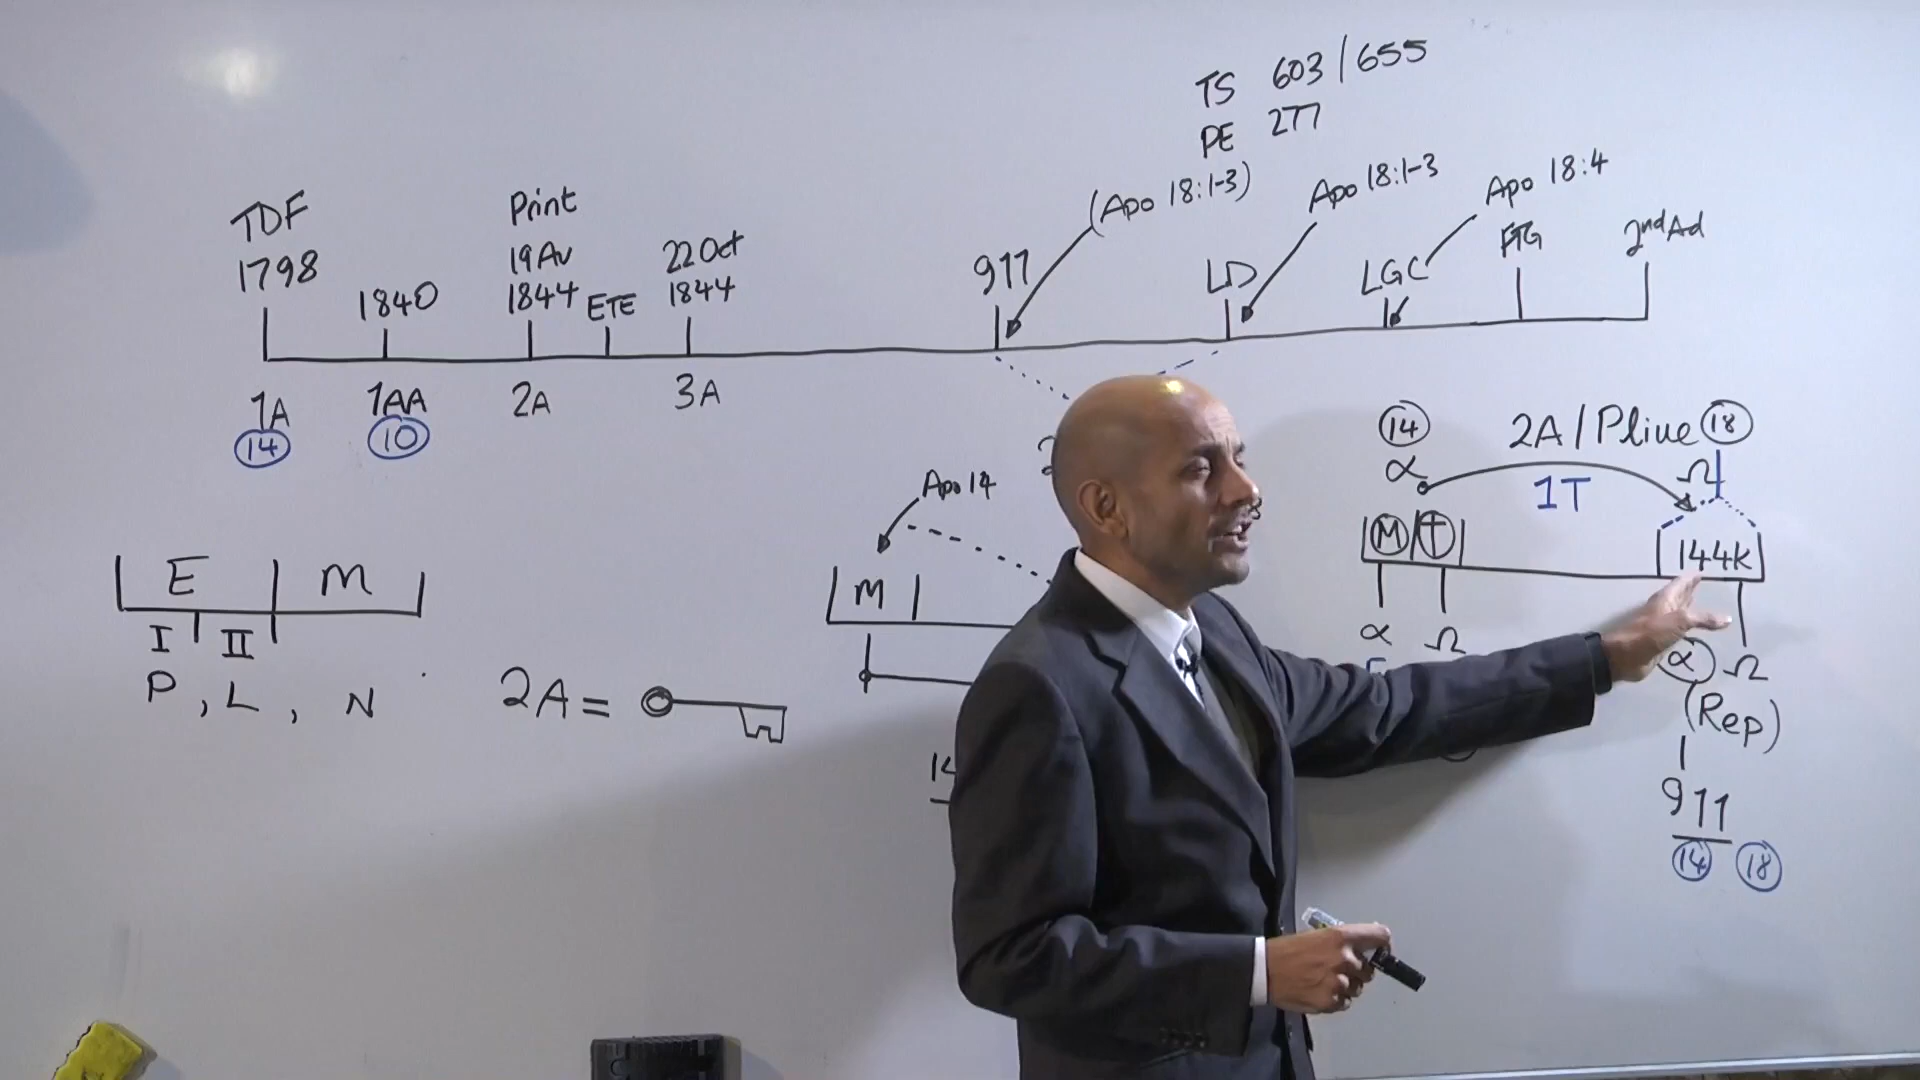 TS 603/655
PE 277
(Apo 18:1-3)
Apo 18:1-3
Apo 18:4
TDF
1798
1840
Print
19 Av
1844
ETE
22 Oct
1844
911
LD
LGC
FTG
2nd Ad
1A
14
1AA
10
2A
3A
Apo 14
M
E M
I II
P, L, N
2A =
14
14
α
2A/Pline
18
Ω
1T
M
144K
α Ω
α Ω
(Rep)
911
14 18